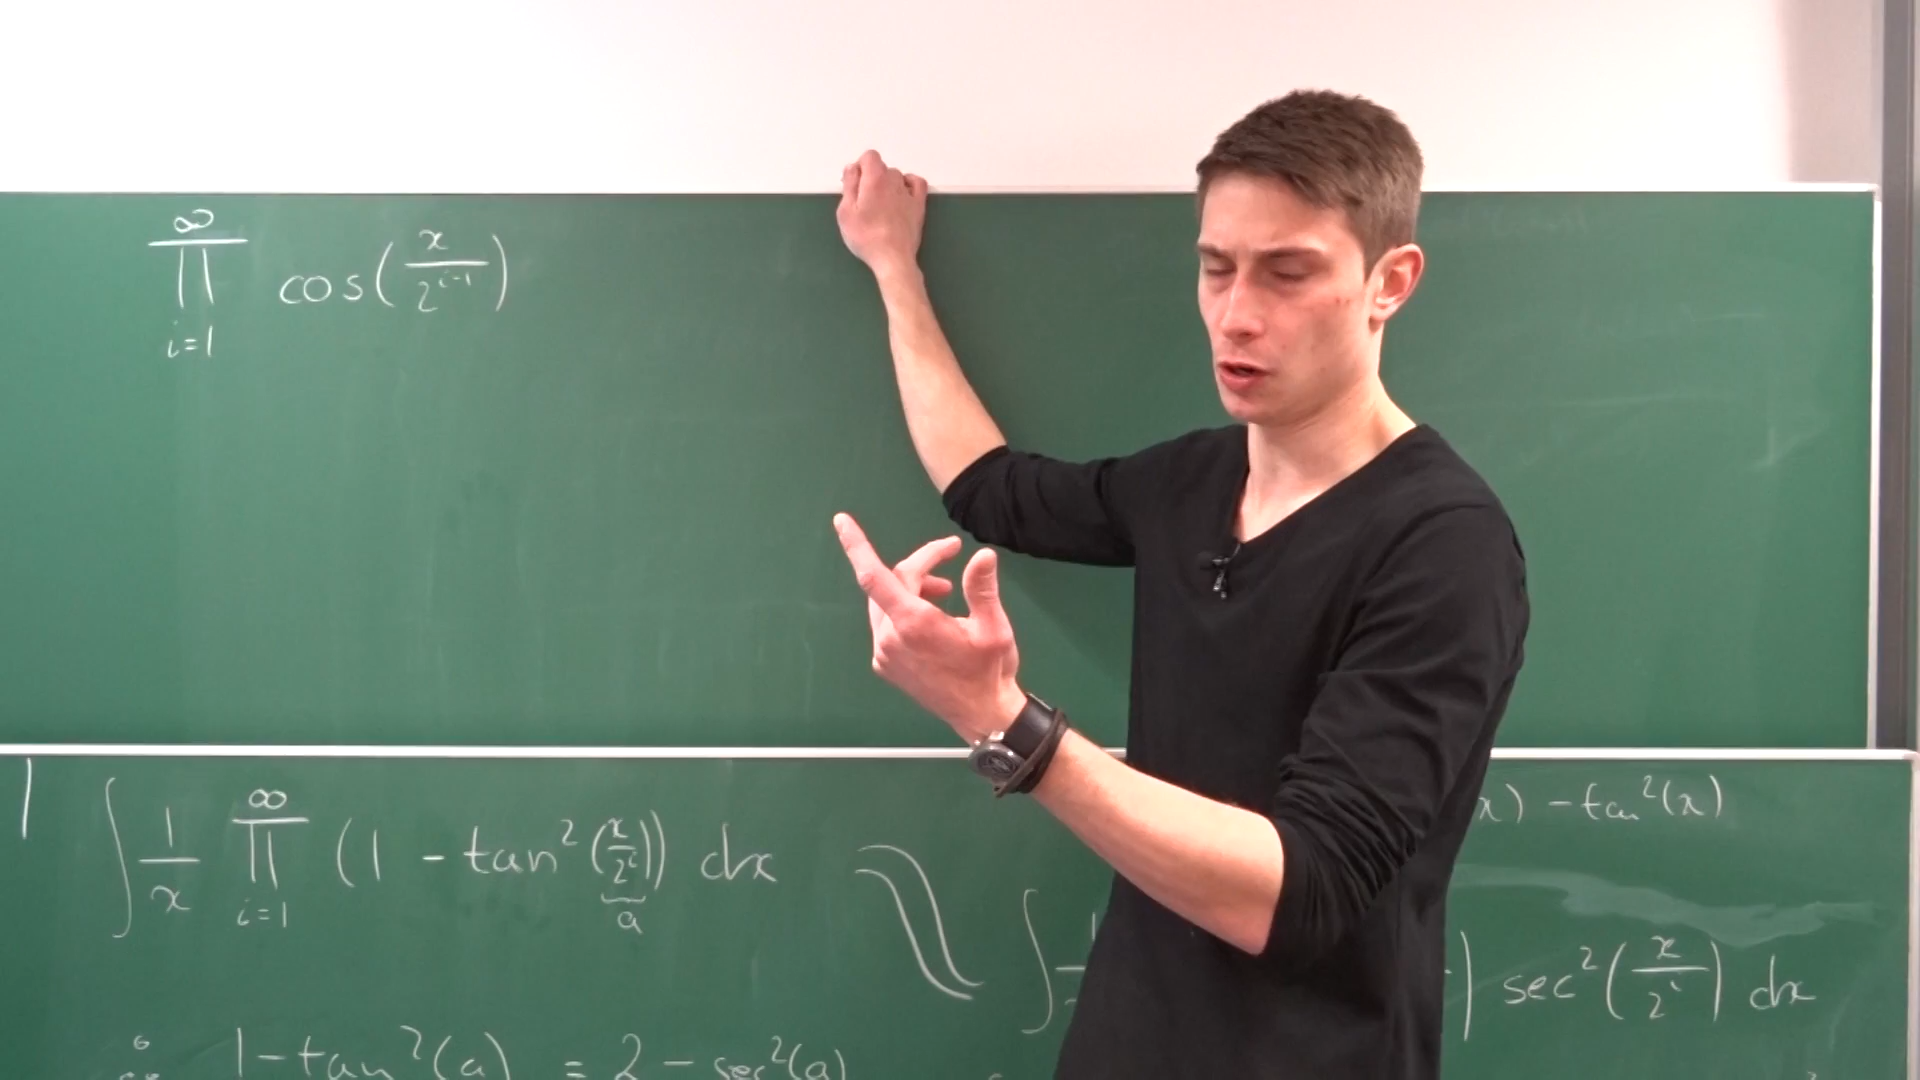 ∞
∏ cos(x/2^(i-1))
i=1
∫ 1/x ∏_{i=1}^{∞} (1 - tan²(x/2^i)) dx
a
x) - tan²(x)
) sec²(x/2^i) dx
1 - tan²(a) = 2 - sec²(a)